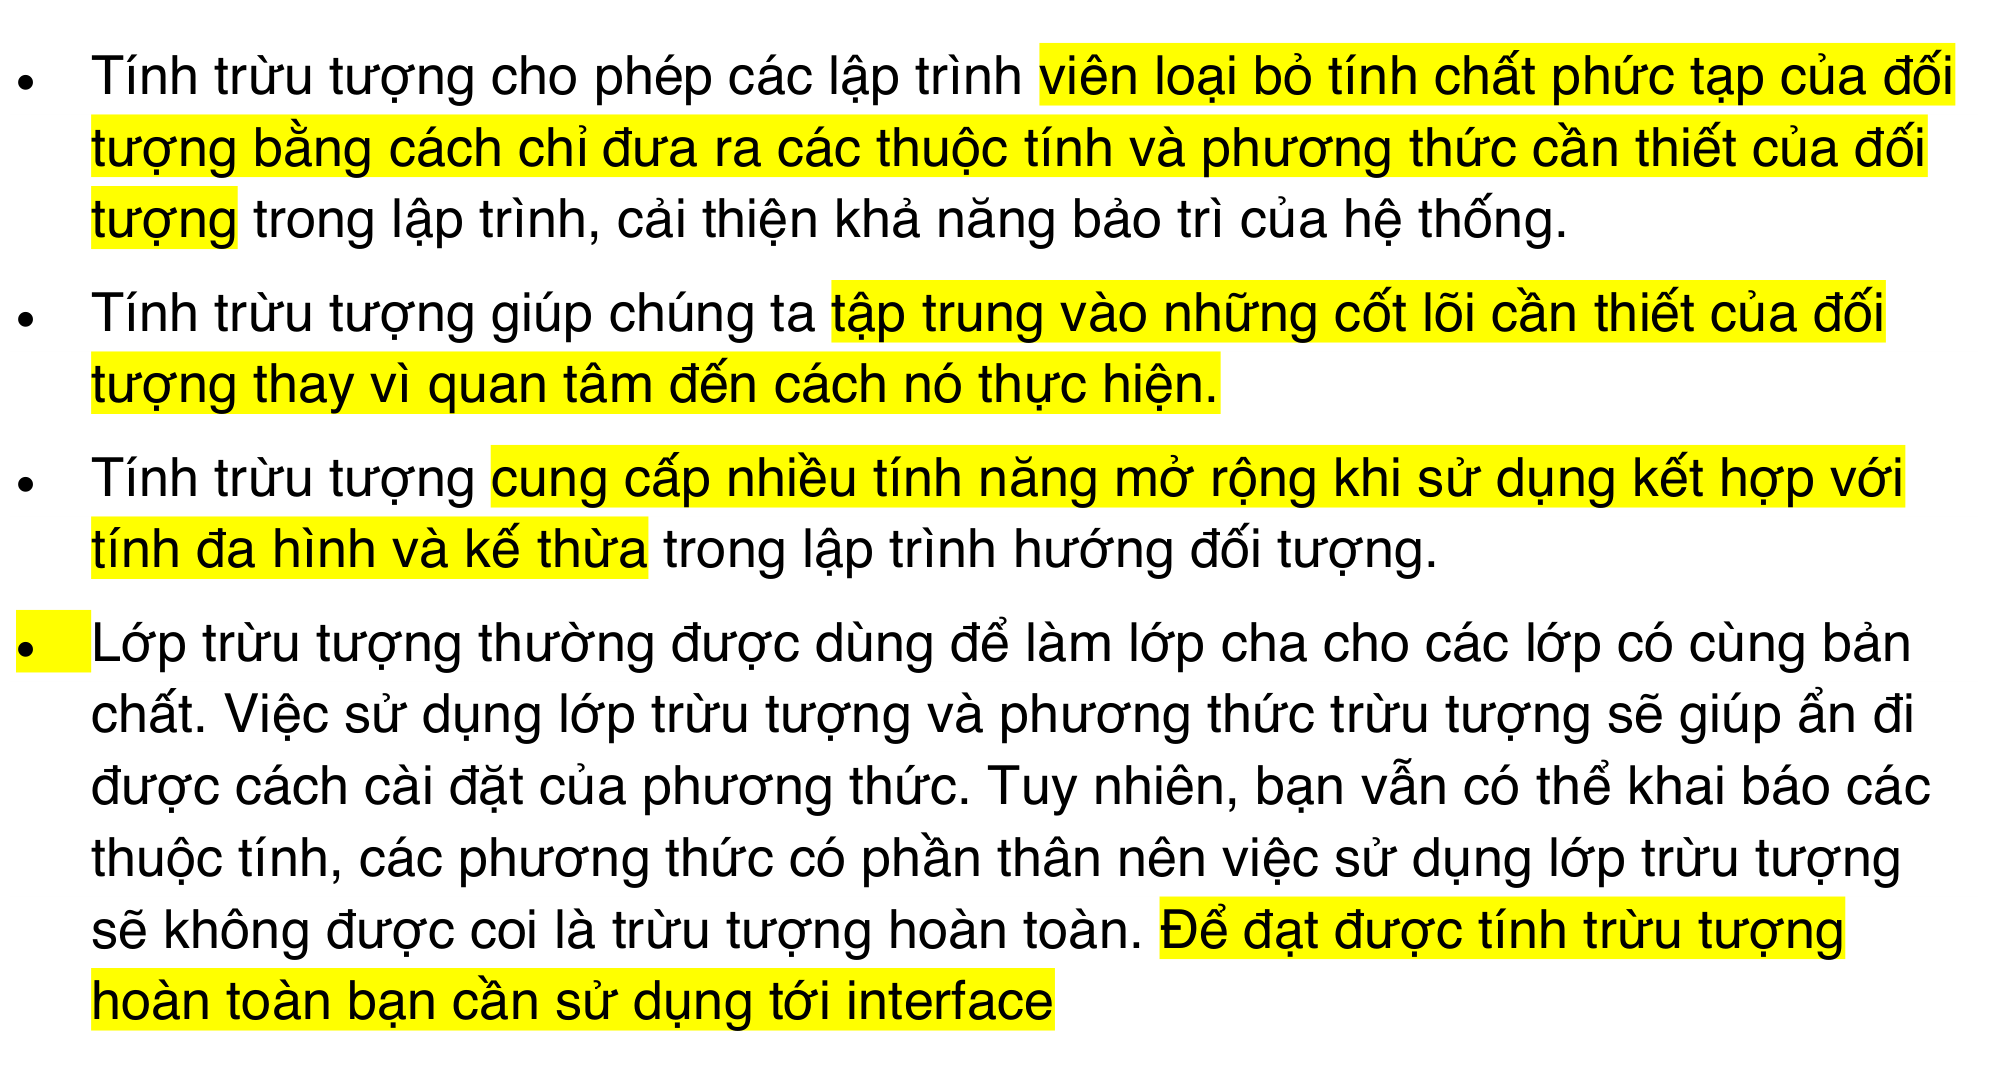 • Tính trừu tượng cho phép các lập trình viên loại bỏ tính chất phức tạp của đối
tượng bằng cách chỉ đưa ra các thuộc tính và phương thức cần thiết của đối
tượng trong lập trình, cải thiện khả năng bảo trì của hệ thống.
• Tính trừu tượng giúp chúng ta tập trung vào những cốt lõi cần thiết của đối
tượng thay vì quan tâm đến cách nó thực hiện.
• Tính trừu tượng cung cấp nhiều tính năng mở rộng khi sử dụng kết hợp với
tính đa hình và kế thừa trong lập trình hướng đối tượng.
• Lớp trừu tượng thường được dùng để làm lớp cha cho các lớp có cùng bản
chất. Việc sử dụng lớp trừu tượng và phương thức trừu tượng sẽ giúp ẩn đi
được cách cài đặt của phương thức. Tuy nhiên, bạn vẫn có thể khai báo các
thuộc tính, các phương thức có phần thân nên việc sử dụng lớp trừu tượng
sẽ không được coi là trừu tượng hoàn toàn. Để đạt được tính trừu tượng
hoàn toàn bạn cần sử dụng tới interface